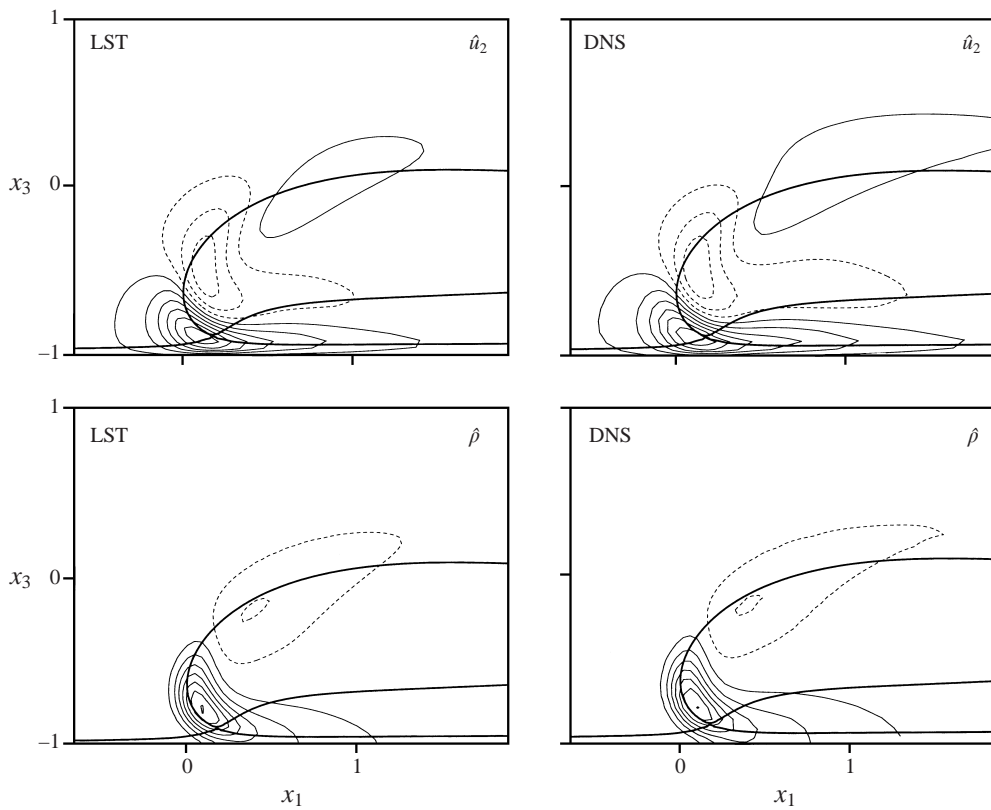 1
LST
û₂
DNS
û₂
x₃
0
–1
1
LST
ρ̂
DNS
ρ̂
x₃
0
–1
0
1
0
1
x₁
x₁